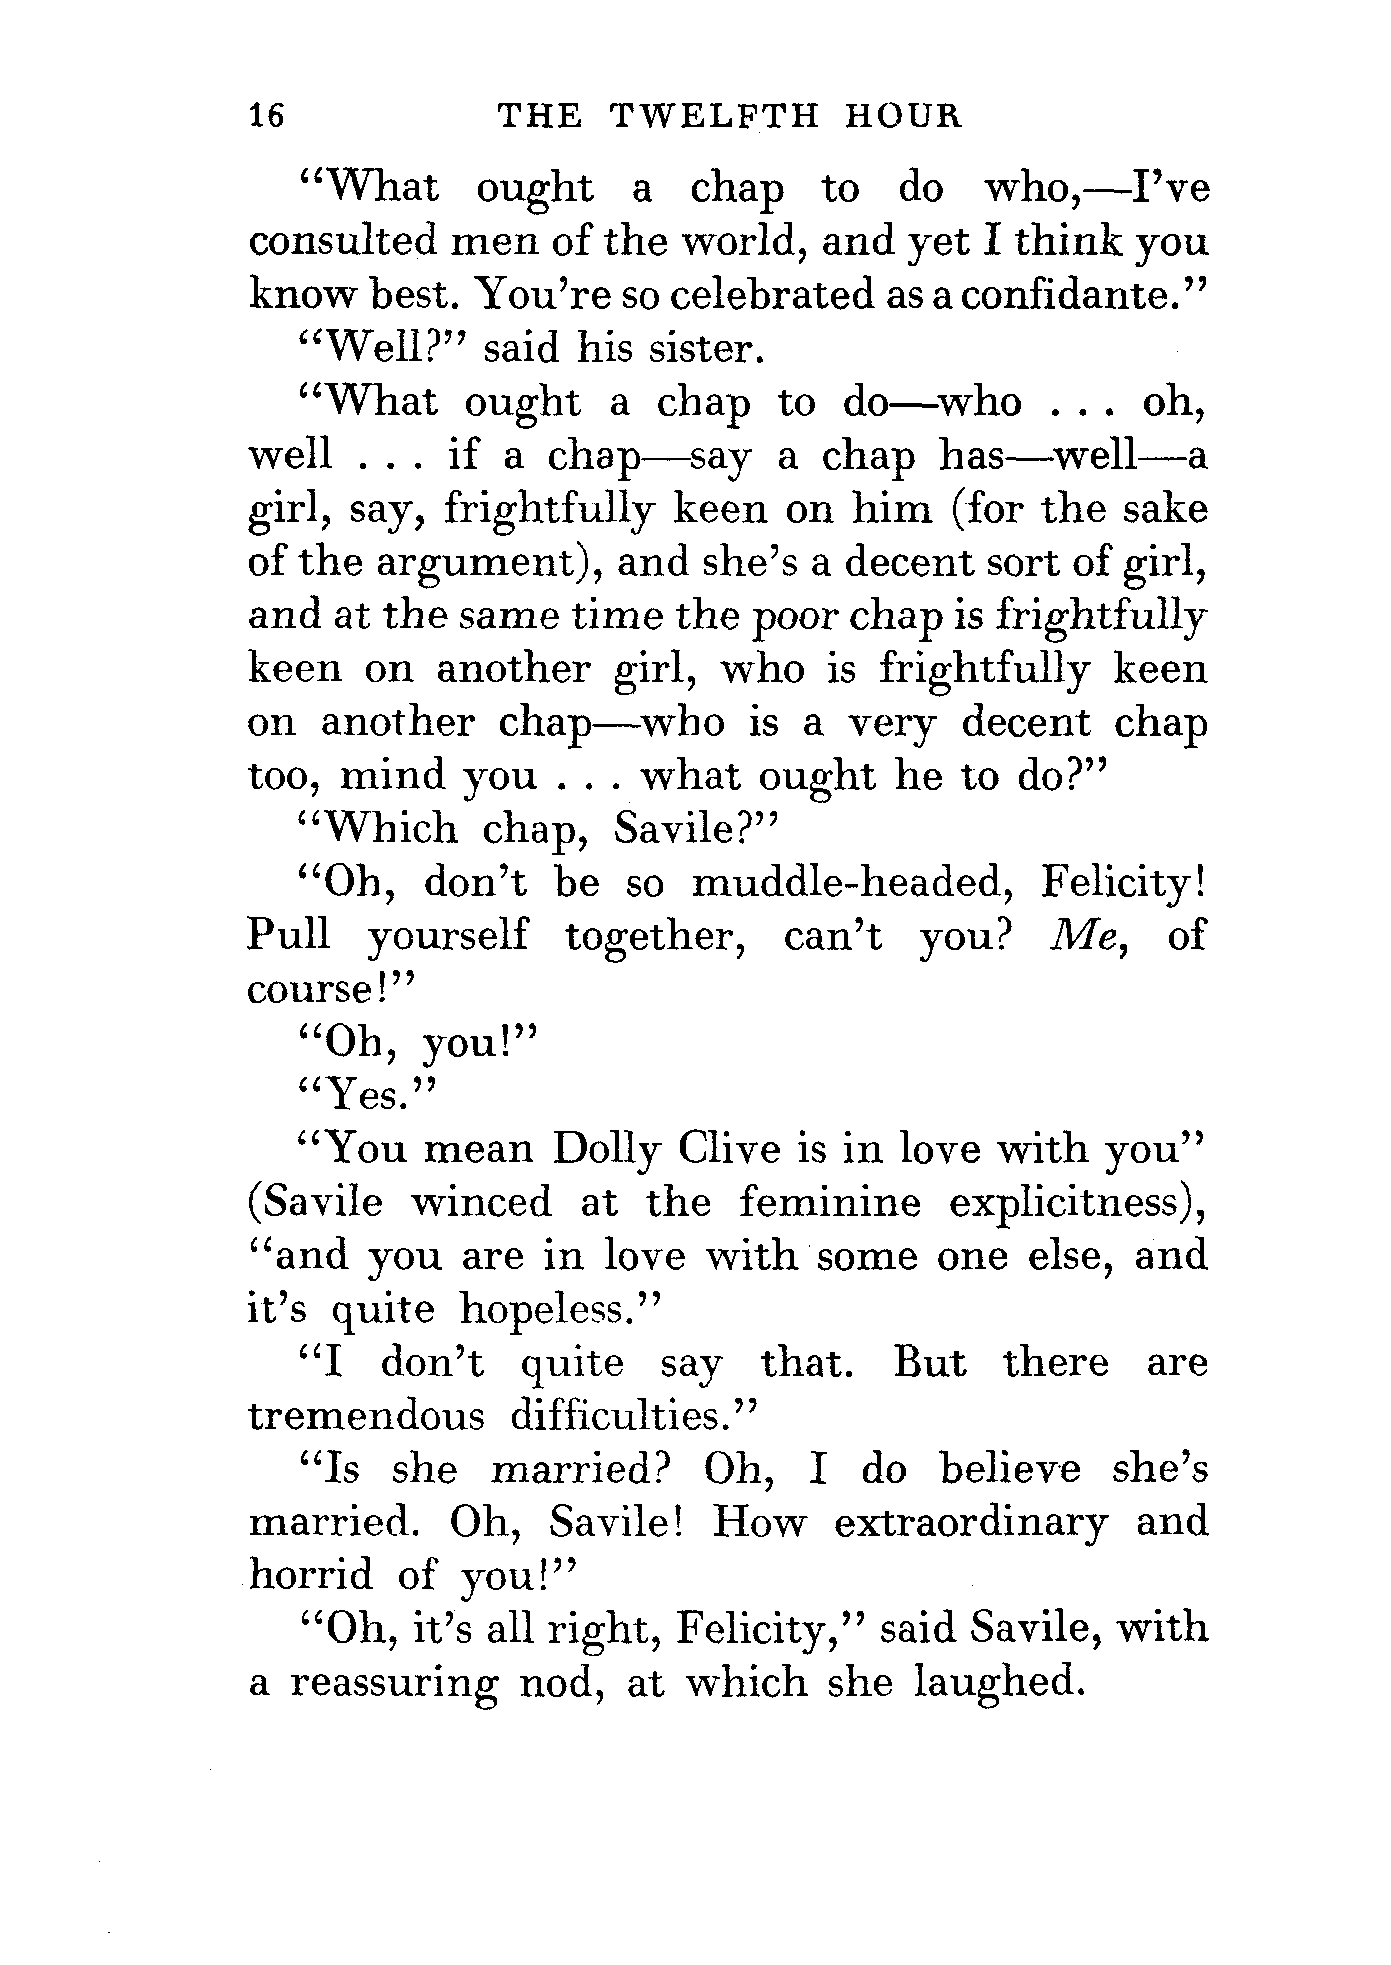 16 THE TWELFTH HOUR
“What ought a chap to do who,—I’ve
consulted men of the world, and yet I think you
know best. You’re so celebrated as a confidante.”
“Well?” said his sister.
“What ought a chap to do—who . . . oh,
well . . . if a chap—say a chap has—well—a
girl, say, frightfully keen on him (for the sake
of the argument), and she’s a decent sort of girl,
and at the same time the poor chap is frightfully
keen on another girl, who is frightfully keen
on another chap—who is a very decent chap
too, mind you . . . what ought he to do?”
“Which chap, Savile?”
“Oh, don’t be so muddle-headed, Felicity!
Pull yourself together, can’t you? Me, of
course!”
“Oh, you!”
“Yes.”
“You mean Dolly Clive is in love with you”
(Savile winced at the feminine explicitness),
“and you are in love with some one else, and
it’s quite hopeless.”
“I don’t quite say that. But there are
tremendous difficulties.”
“Is she married? Oh, I do believe she’s
married. Oh, Savile! How extraordinary and
horrid of you!”
“Oh, it’s all right, Felicity,” said Savile, with
a reassuring nod, at which she laughed.